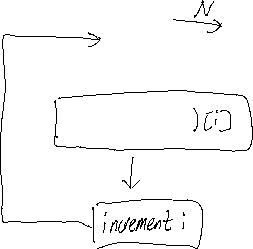 N
)[i]
increment i